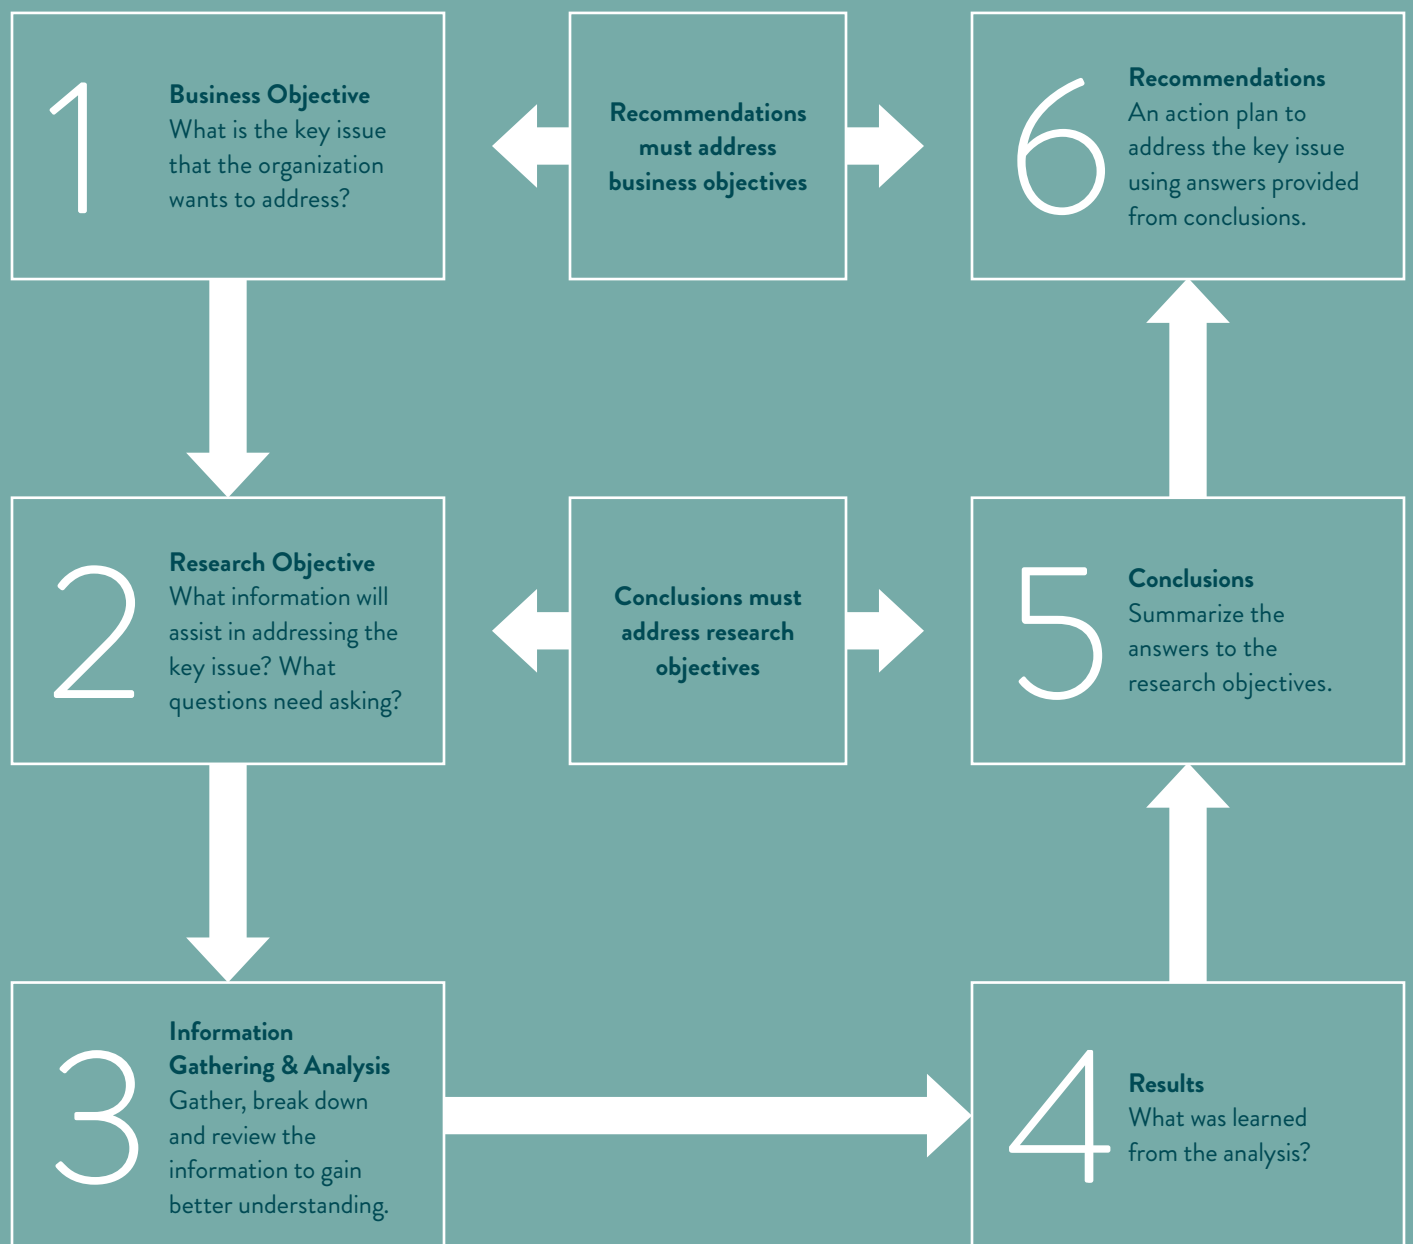 1
Business Objective
What is the key issue
that the organization
wants to address?
Recommendations
must address
business objectives
6
Recommendations
An action plan to
address the key issue
using answers provided
from conclusions.
2
Research Objective
What information will
assist in addressing the
key issue? What
questions need asking?
Conclusions must
address research
objectives
5
Conclusions
Summarize the
answers to the
research objectives.
3
Information
Gathering & Analysis
Gather, break down
and review the
information to gain
better understanding.
4
Results
What was learned
from the analysis?